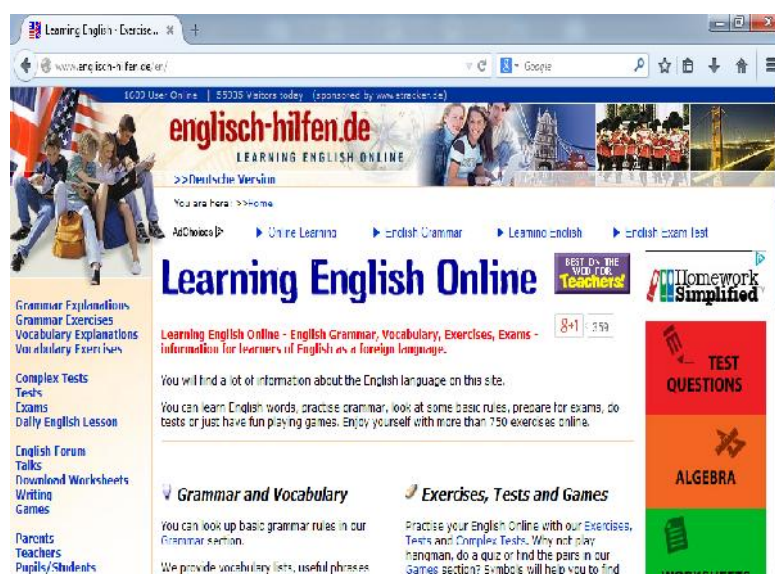 Learning English - Exercise...
www.englisch-hilfen.de/en/
Google
User Online | Visitors today (sponsored by www.etracker.de)
englisch-hilfen.de
LEARNING ENGLISH ONLINE
>>Deutsche Version
You are here: >>Home
AdChoices
Online Learning
English Grammar
Learning English
English Exam Test
Learning English Online
BEST ON THE
WEB FOR
Teachers!
Homework
Simplified
Grammar Explanations
Grammar Exercises
Vocabulary Explanations
Vocabulary Exercises
Complex Tests
Tests
Exams
Daily English Lesson
English Forum
Talks
Download Worksheets
Writing
Games
Parents
Teachers
Pupils/Students
Learning English Online - English Grammar, Vocabulary, Exercises, Exams -
information for learners of English as a foreign language.
g+1 359
You will find a lot of information about the English language on this site.
You can learn English words, practise grammar, look at some basic rules, prepare for exams, do
tests or just have fun playing games. Enjoy yourself with more than 750 exercises online.
Grammar and Vocabulary
You can look up basic grammar rules in our
Grammar section.
We provide vocabulary lists, useful phrases
Exercises, Tests and Games
Practise your English Online with our Exercises,
Tests and Complex Tests. Why not play
hangman, do a quiz or find the pairs in our
Games section? Symbols will help you to find
TEST
QUESTIONS
ALGEBRA
WORKSHEETS